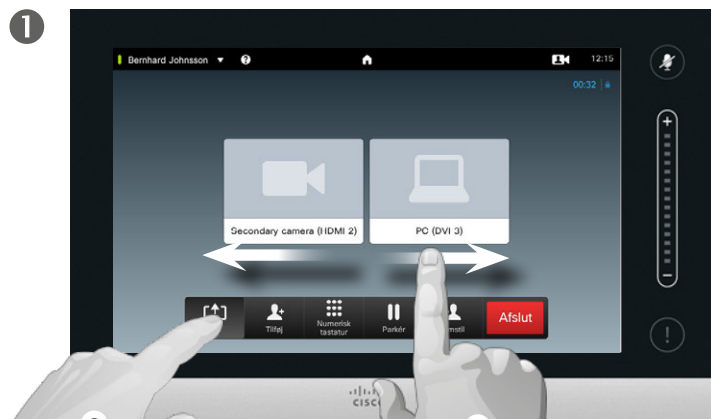 1
Bernhard Johnsson
?
12:15
00:32
Secondary camera (HDMI 2)
PC (DVI 3)
+
−
Tilføj
Numerisk
tastatur
Parkér
Afslut
!